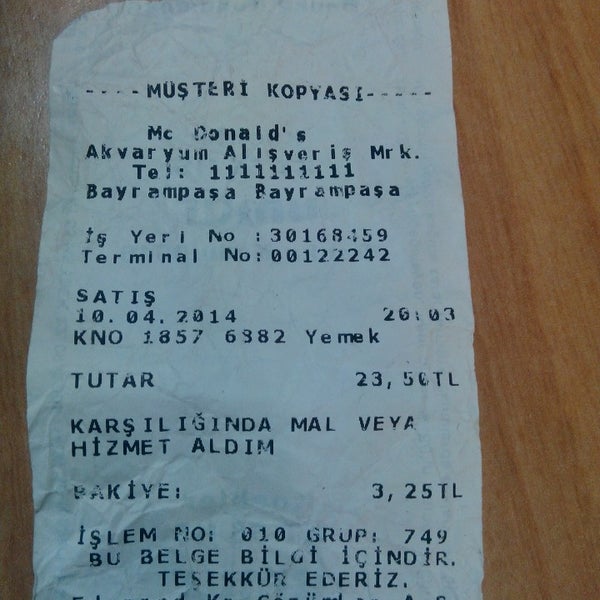 ----MÜŞTERİ KOPYASI-----
Mc Donald's
Akvaryum Alışveriş Mrk.
Tel: 1111111111
Bayrampaşa Bayrampaşa
İş Yeri No :30168459
Terminal No:00122242
SATIŞ
10.04.2014 20:03
KNO 1857 6382 Yemek
TUTAR 23,50TL
KARŞILIĞINDA MAL VEYA
HİZMET ALDIM
BAKİYE: 3,25TL
İŞLEM NO: 010 GRUP: 749
BU BELGE BİLGİ İÇİNDİR.
TEŞEKKÜR EDERİZ.